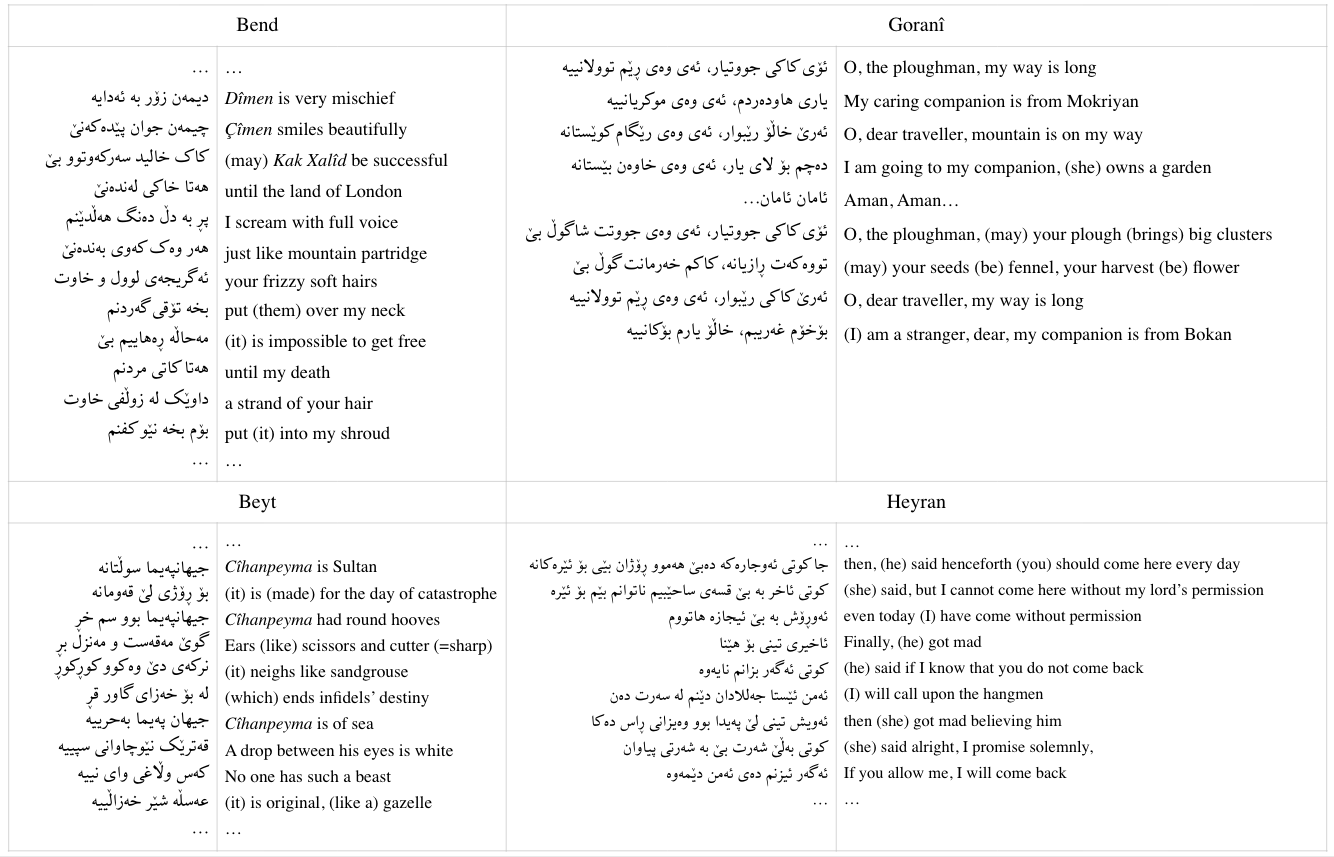 Bend
… …
دیمەن زۆر بە ئەدایە Dîmen is very mischief
چیمەن جوان پێدەکەنێ Çîmen smiles beautifully
کاک خالید سەرکەوتوو بێ (may) Kak Xalîd be successful
هەتا خاکی لەندەنێ until the land of London
پڕ بە دڵ دەنگ هەڵدێنم I scream with full voice
هەر وەک کەوی بەندەنێ just like mountain partridge
ئەگریجەی لوول و خاوت your frizzy soft hairs
بخە تۆقی گەردنم put (them) over my neck
مەحاڵە ڕەهاییم بێ (it) is impossible to get free
هەتا کاتی مردنم until my death
داوێک لە زوڵفی خاوت a strand of your hair
بۆم بخە نێو کفنم put (it) into my shroud
… …
Goranî
ئۆی کاکی جووتیار، ئەی وەی ڕێم توولانییە O, the ploughman, my way is long
یاری هاودەردم، ئەی وەی موکریانییە My caring companion is from Mokriyan
ئەرێ خاڵۆ ڕێبوار، ئەی وەی ڕێگام کوێستانە O, dear traveller, mountain is on my way
دەچم بۆ لای یار، ئەی وەی خاوەن بێستانە I am going to my companion, (she) owns a garden
ئامان ئامان… Aman, Aman…
ئۆی کاکی جووتیار، ئەی وەی جووتت شاگوڵ بێ O, the ploughman, (may) your plough (brings) big clusters
تووەکەت ڕازیانە، کاکم خەرمانت گوڵ بێ (may) your seeds (be) fennel, your harvest (be) flower
ئەرێ کاکی ڕێبوار، ئەی وەی ڕێم توولانییە O, dear traveller, my way is long
بۆخۆم غەریبم، خاڵۆ یارم بۆکانییە (I) am a stranger, dear, my companion is from Bokan
Beyt
… …
جیهانپەیما سوڵتانە Cîhanpeyma is Sultan
بۆ ڕۆژی لێ قەومانە (it) is (made) for the day of catastrophe
جیهانپەیما بوو سم خڕ Cîhanpeyma had round hooves
گوێ مەقەست و مەنزڵ بڕ Ears (like) scissors and cutter (=sharp)
نرکەی دێ وەکوو کوڕکوڕ (it) neighs like sandgrouse
لە بۆ خەزای گاور قڕ (which) ends infidels’ destiny
جیهان پەیما بەحرییە Cîhanpeyma is of sea
قەترێک نێوچاوانی سپییە A drop between his eyes is white
کەس وڵاغی وای نییە No one has such a beast
عەسڵە شێر خەزاڵییە (it) is original, (like a) gazelle
… …
Heyran
… …
جا کوتی ئەوجارەکە دەبێ هەموو ڕۆژان بێی بۆ ئێرەکانە then, (he) said henceforth (you) should come here every day
کوتی ئاخر بە بێ قسەی ساحێبیم ناتوانم بێم بۆ ئێرە (she) said, but I cannot come here without my lord’s permission
ئەوڕۆش بە بێ ئیجازە هاتووم even today (I) have come without permission
ئاخیری تینی بۆ هێنا Finally, (he) got mad
کوتی ئەگەر بزانم نایەوە (he) said if I know that you do not come back
ئەمن ئێستا جەللادان دێنم لە سەرت دەن (I) will call upon the hangmen
ئەویش تینی لێ پەیدا بوو وەیزانی ڕاس دەکا then (she) got mad believing him
کوتی بەڵێ شەرت بێ بە شەرتی پیاوان (she) said alright, I promise solemnly,
ئەگەر ئیزنم دەی ئەمن دێمەوە If you allow me, I will come back
… …